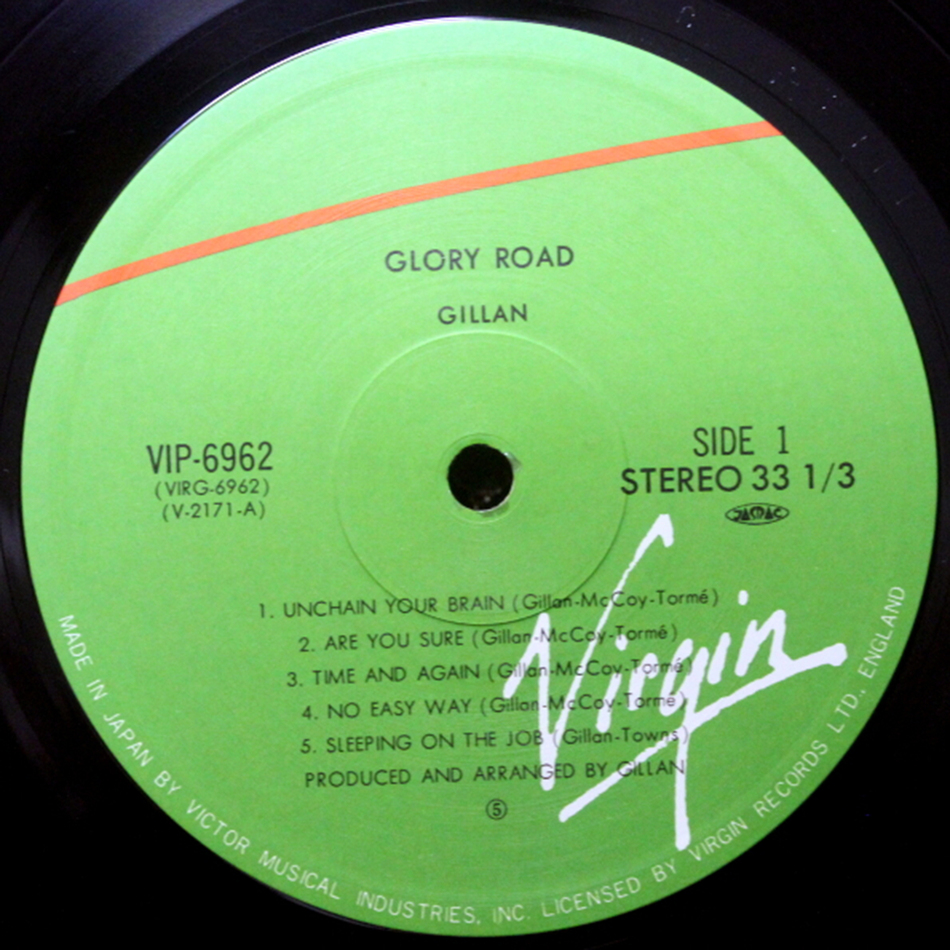 GLORY ROAD
GILLAN
VIP-6962
(VIRG-6962)
(V-2171-A)
SIDE 1
STEREO 33 1/3
JASRAC
1. UNCHAIN YOUR BRAIN (Gillan-McCoy-Tormé)
2. ARE YOU SURE (Gillan-McCoy-Tormé)
3. TIME AND AGAIN (Gillan-McCoy-Tormé)
4. NO EASY WAY (Gillan-McCoy-Tormé)
5. SLEEPING ON THE JOB (Gillan-Towns)
PRODUCED AND ARRANGED BY GILLAN
⑤
Virgin
MADE IN JAPAN BY VICTOR MUSICAL INDUSTRIES, INC. LICENSED BY VIRGIN RECORDS LTD., ENGLAND